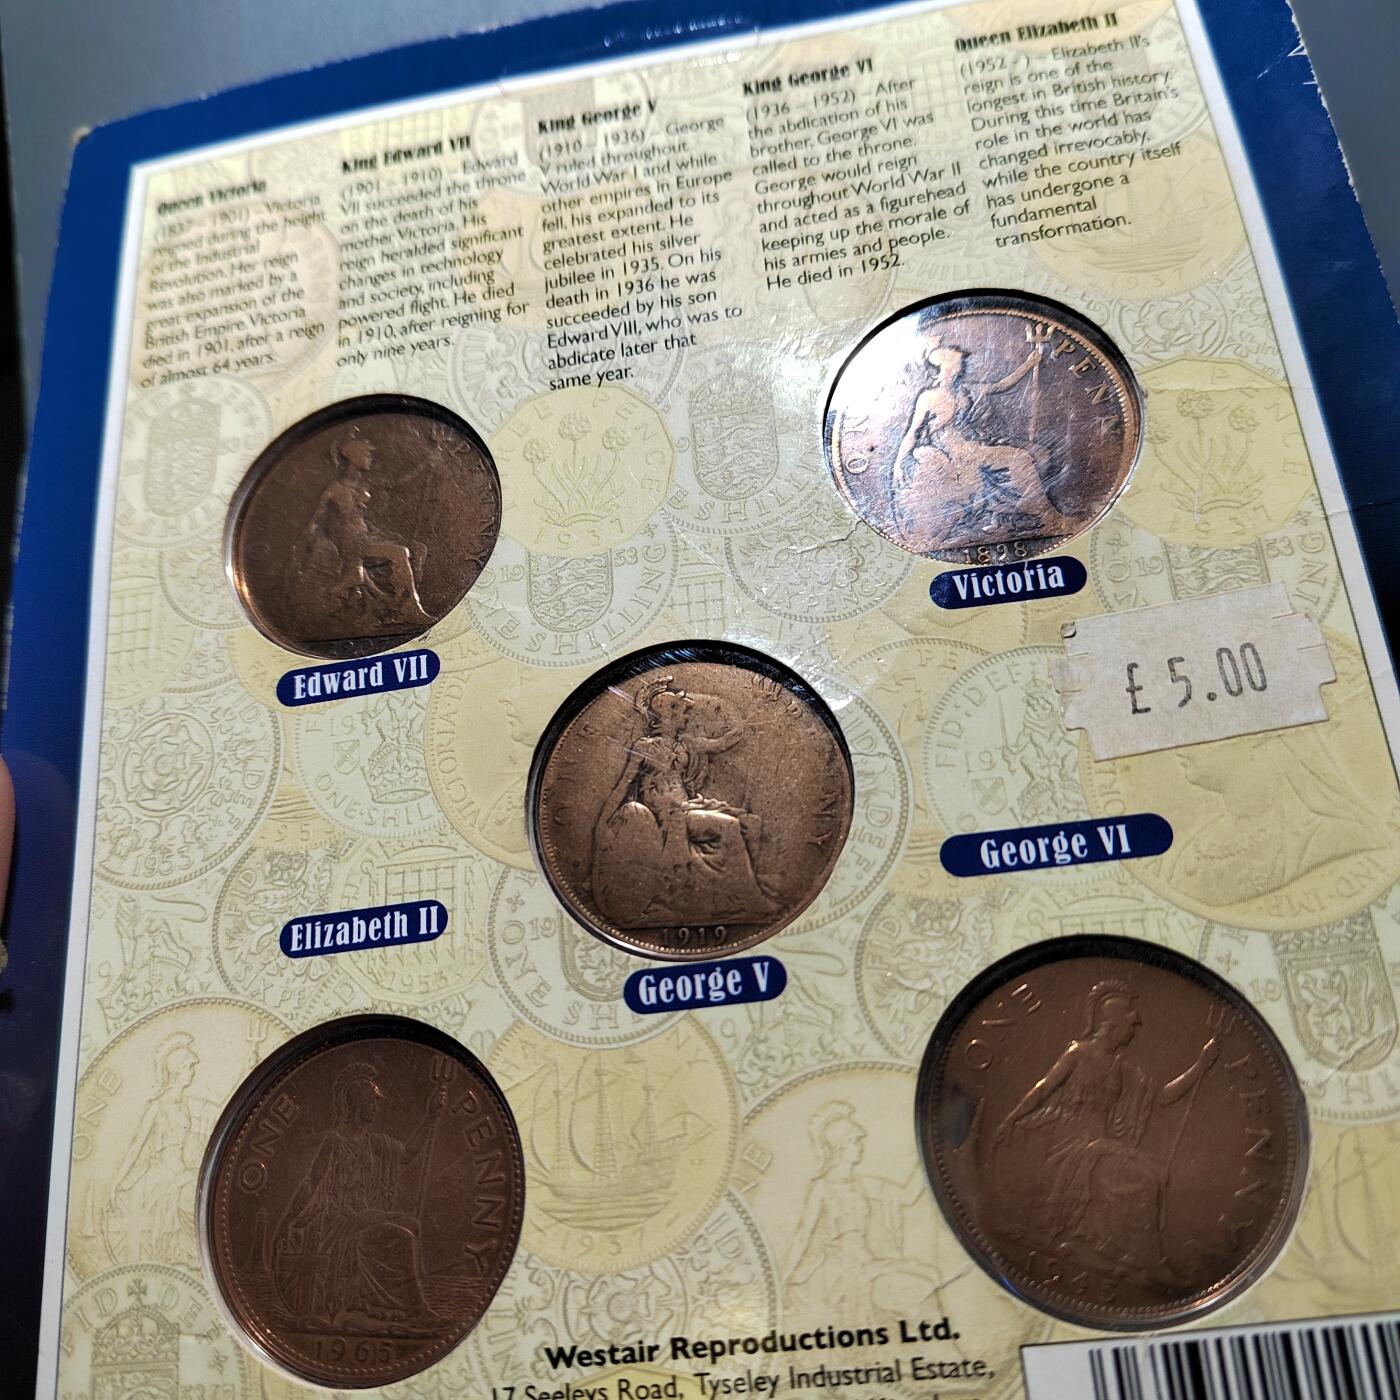 Queen Victoria
(1837 - 1901) - Victoria
reigned during the height
of the Industrial
Revolution. Her reign
was also marked by a
great expansion of the
British Empire. Victoria
died in 1901, after a reign
of almost 64 years.
King Edward VII
(1901 - 1910) - Edward
VII succeeded the throne
on the death of his
mother, Victoria. His
reign heralded significant
changes in technology
and society, including
powered flight. He died
in 1910, after reigning for
only nine years.
King George V
(1910 - 1936) - George
V ruled throughout
World War I and while
other empires in Europe
fell, his expanded to its
greatest extent. He
celebrated his silver
jubilee in 1935. On his
death in 1936 he was
succeeded by his son
Edward VIII, who was to
abdicate later that
same year.
King George VI
(1936 - 1952) - After
the abdication of his
brother, George VI was
called to the throne.
George would reign
throughout World War II
and acted as a figurehead
keeping up the morale of
his armies and people.
He died in 1952.
Queen Elizabeth II
(1952 - ) - Elizabeth II's
reign is one of the
longest in British history.
During this time Britain's
role in the world has
changed irrevocably,
while the country itself
has undergone a
fundamental
transformation.
PENNY
Edward VII
PENNY
1898
Victoria
£5.00
ONE PENNY
1919
George V
George VI
Elizabeth II
ONE PENNY
1965
ONE PENNY
Westair Reproductions Ltd.
17 Seeleys Road, Tyseley Industrial Estate,